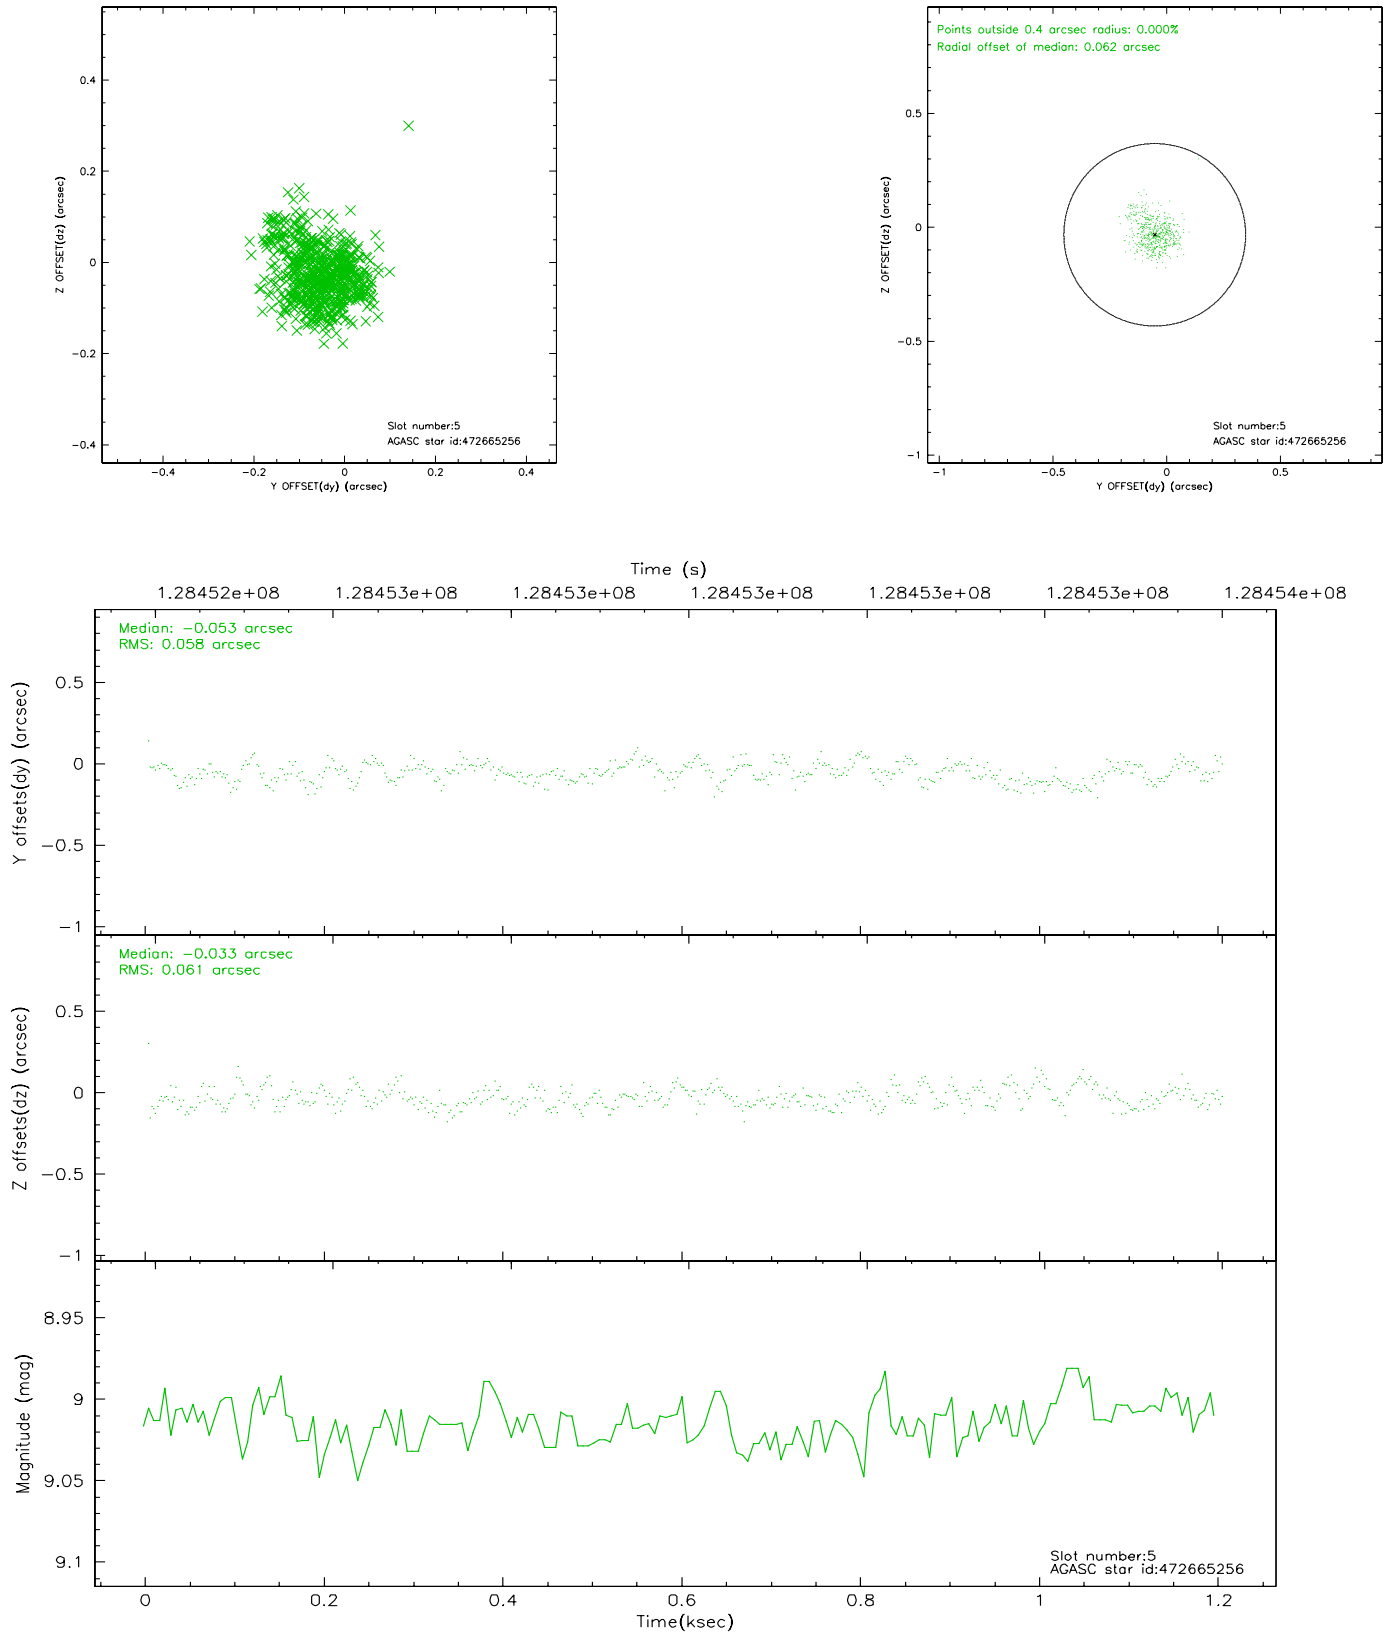 0.4
0.2
0
−0.2
−0.4
Z OFFSET(dz) (arcsec)
Slot number:5
AGASC star id:472665256
−0.4 −0.2 0 0.2 0.4
Y OFFSET(dy) (arcsec)
Points outside 0.4 arcsec radius: 0.000%
Radial offset of median: 0.062 arcsec
0.5
0
−0.5
−1
Z OFFSET(dz) (arcsec)
Slot number:5
AGASC star id:472665256
−1 −0.5 0 0.5
Y OFFSET(dy) (arcsec)
Time (s)
1.28452e+08 1.28453e+08 1.28453e+08 1.28453e+08 1.28453e+08 1.28453e+08 1.28454e+08
Median: −0.053 arcsec
RMS: 0.058 arcsec
0.5
0
−0.5
−1
Y offsets(dy) (arcsec)
Median: −0.033 arcsec
RMS: 0.061 arcsec
0.5
0
−0.5
−1
Z offsets(dz) (arcsec)
8.95
9
9.05
9.1
Magnitude (mag)
Slot number:5
AGASC star id:472665256
0 0.2 0.4 0.6 0.8 1 1.2
Time(ksec)